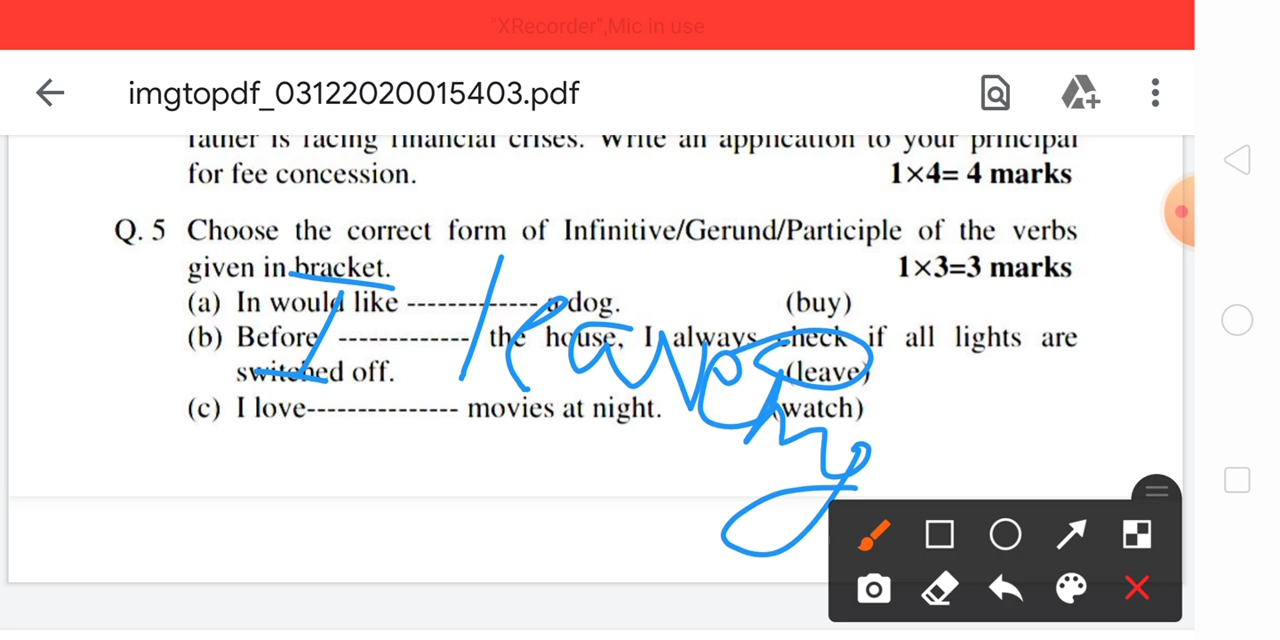 "XRecorder",Mic in use
imgtopdf_03122020015403.pdf
father is facing financial crises. Write an application to your principal
for fee concession. 1×4= 4 marks
Q. 5 Choose the correct form of Infinitive/Gerund/Participle of the verbs
given in bracket. 1×3=3 marks
(a) In would like ------------- a dog. (buy)
(b) Before ------------- the house, I always check if all lights are
switched off. (leave)
(c) I love--------------- movies at night. (watch)
I leaving